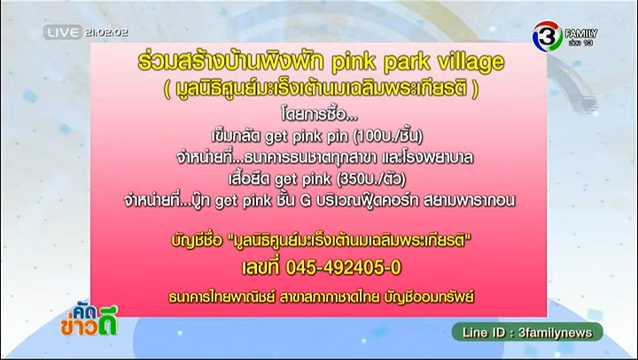 LIVE 21:02:02
3 FAMILY
ช่อง 13
ร่วมสร้างบ้านพิงพัก pink park village
( มูลนิธิศูนย์มะเร็งเต้านมเฉลิมพระเกียรติ )
โดยการซื้อ...
เข็มกลัด get pink pin (100บ./ชิ้น)
จำหน่ายที่...ธนาคารธนชาตทุกสาขา และโรงพยาบาล
เสื้อยืด get pink (350บ./ตัว)
จำหน่ายที่...บู๊ท get pink ชั้น G บริเวณฟู๊ดคอร์ท สยามพารากอน
บัญชีชื่อ "มูลนิธิศูนย์มะเร็งเต้านมเฉลิมพระเกียรติ"
เลขที่ 045-492405-0
ธนาคารไทยพาณิชย์ สาขาสภากาชาดไทย บัญชีออมทรัพย์
คัดข่าวดี
Line ID : 3familynews